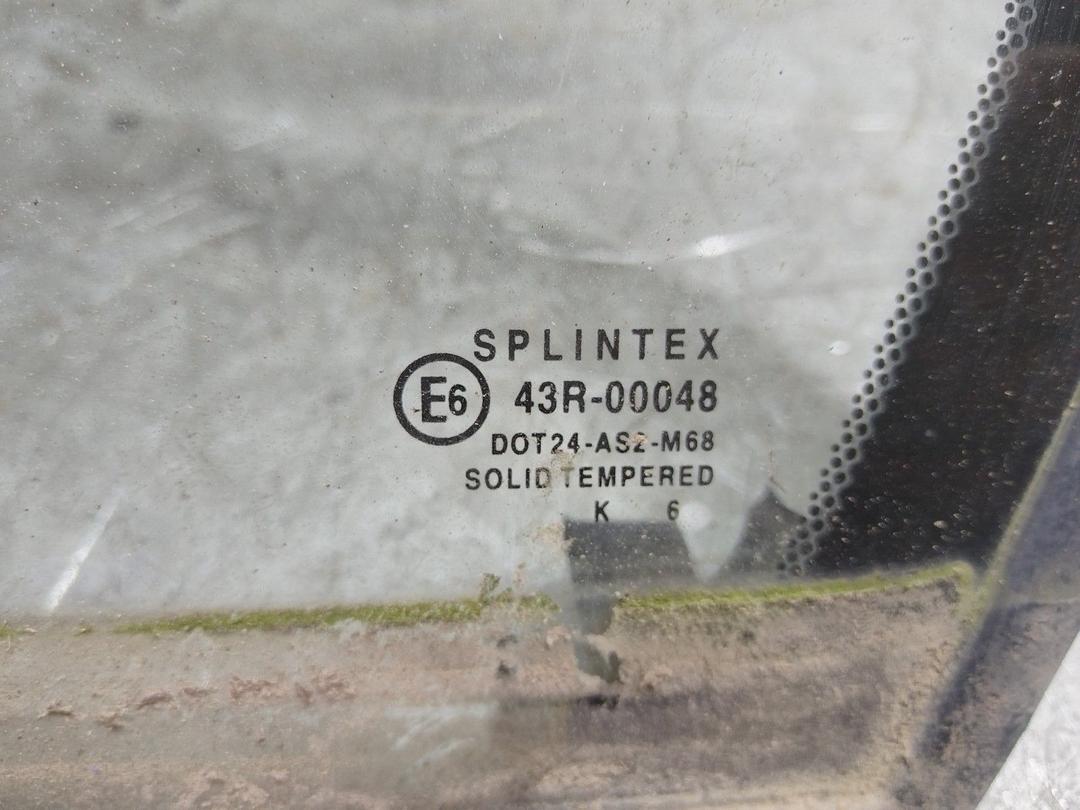 SPLINTEX
E6 43R-00048
DOT24-AS2-M68
SOLID TEMPERED
K 6